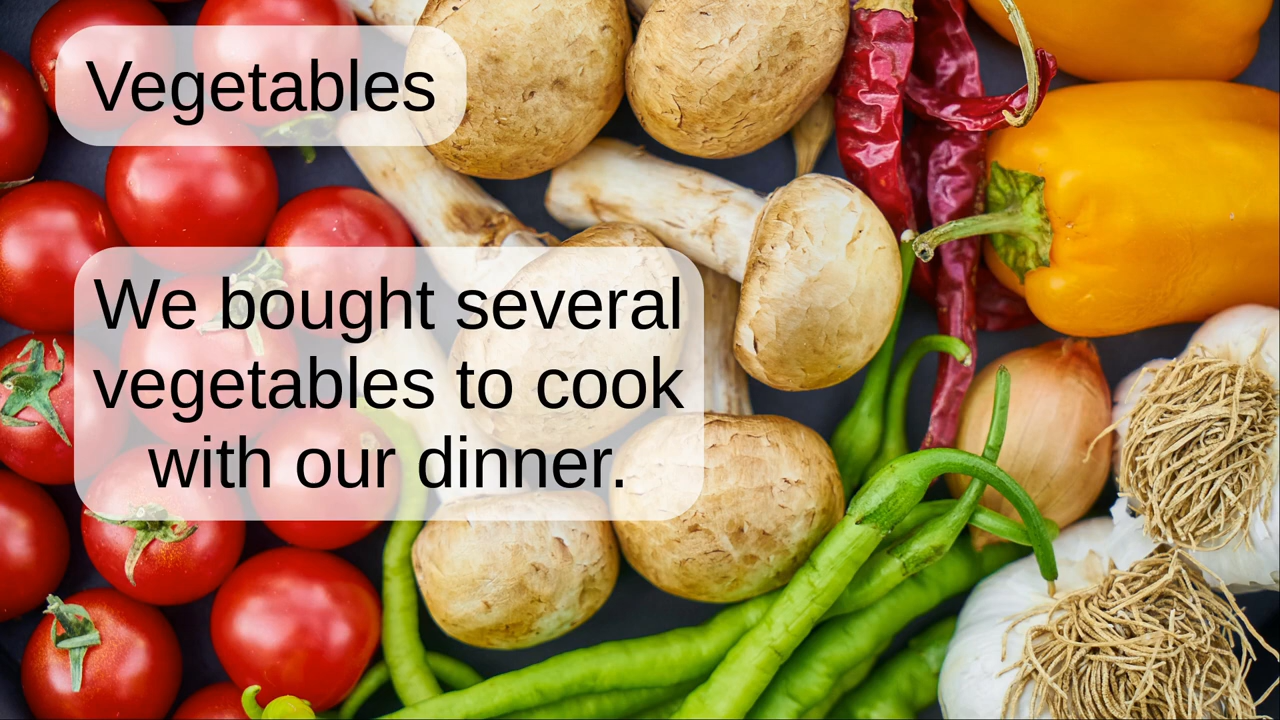 Vegetables
We bought several
vegetables to cook
with our dinner.